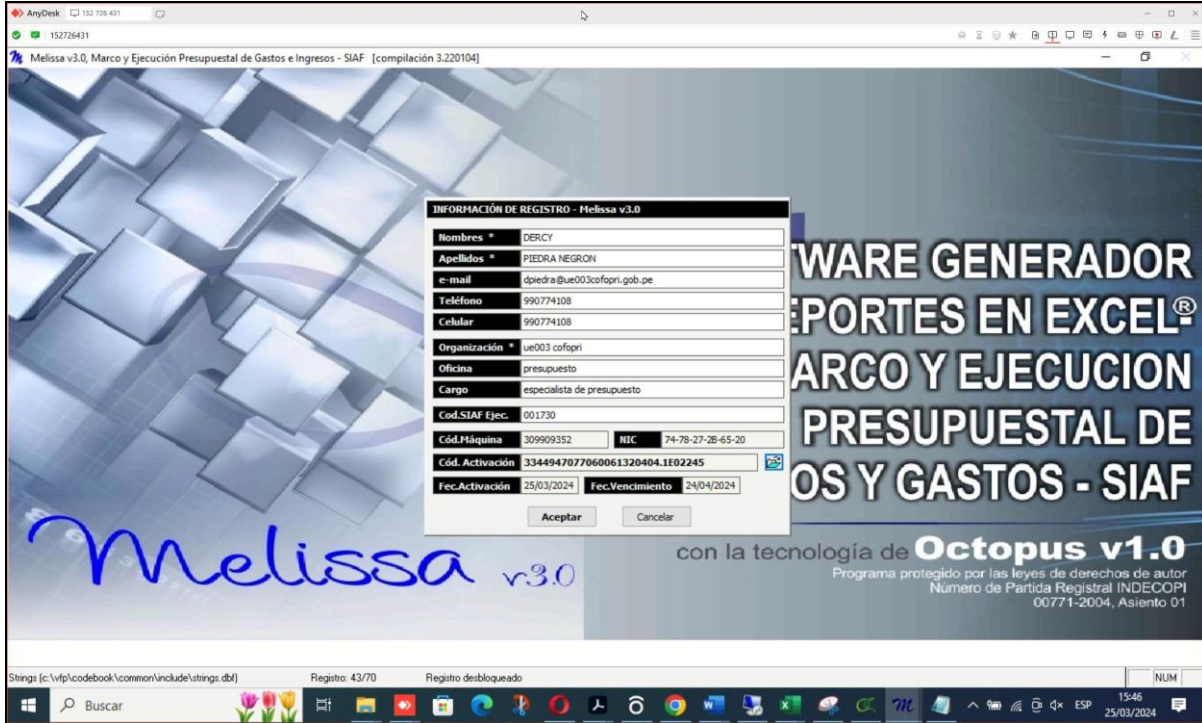 AnyDesk 152 726 431
152726431
Melissa v3.0, Marco y Ejecución Presupuestal de Gastos e Ingresos - SIAF [compilación 3.220104]
INFORMACIÓN DE REGISTRO - Melissa v3.0
Nombres * DERCY
Apellidos * PIEDRA NEGRON
e-mail dpiedra@ue003cofopri.gob.pe
Teléfono 990774108
Celular 990774108
Organización * ue003 cofopri
Oficina presupuesto
Cargo especialista de presupuesto
Cod.SIAF Ejec. 001730
Cód.Máquina 309909352 NIC 74-78-27-2B-65-20
Cód. Activación 3344947077060061320404.1E02245
Fec.Activación 25/03/2024 Fec.Vencimiento 24/04/2024
Aceptar Cancelar
WARE GENERADOR
EPORTES EN EXCEL®
ARCO Y EJECUCION
PRESUPUESTAL DE
OS Y GASTOS - SIAF
Melissa v3.0
con la tecnología de Octopus v1.0
Programa protegido por las leyes de derechos de autor
Número de Partida Registral INDECOPI
00771-2004, Asiento 01
Strings (c:\vfp\codebook\common\include\strings.dbf) Registro: 43/70 Registro desbloqueado NUM
Buscar ESP 15:46
25/03/2024